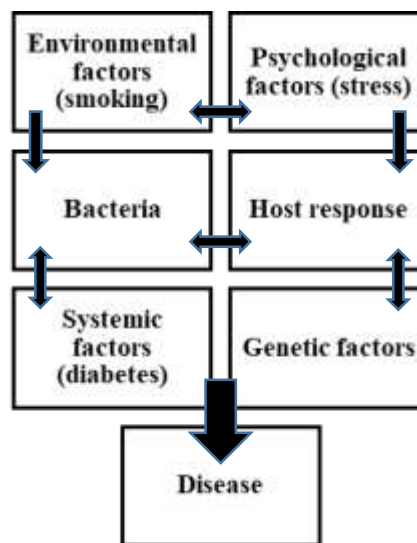 Environmental
factors
(smoking)
Psychological
factors (stress)
Bacteria
Host response
Systemic
factors
(diabetes)
Genetic factors
Disease